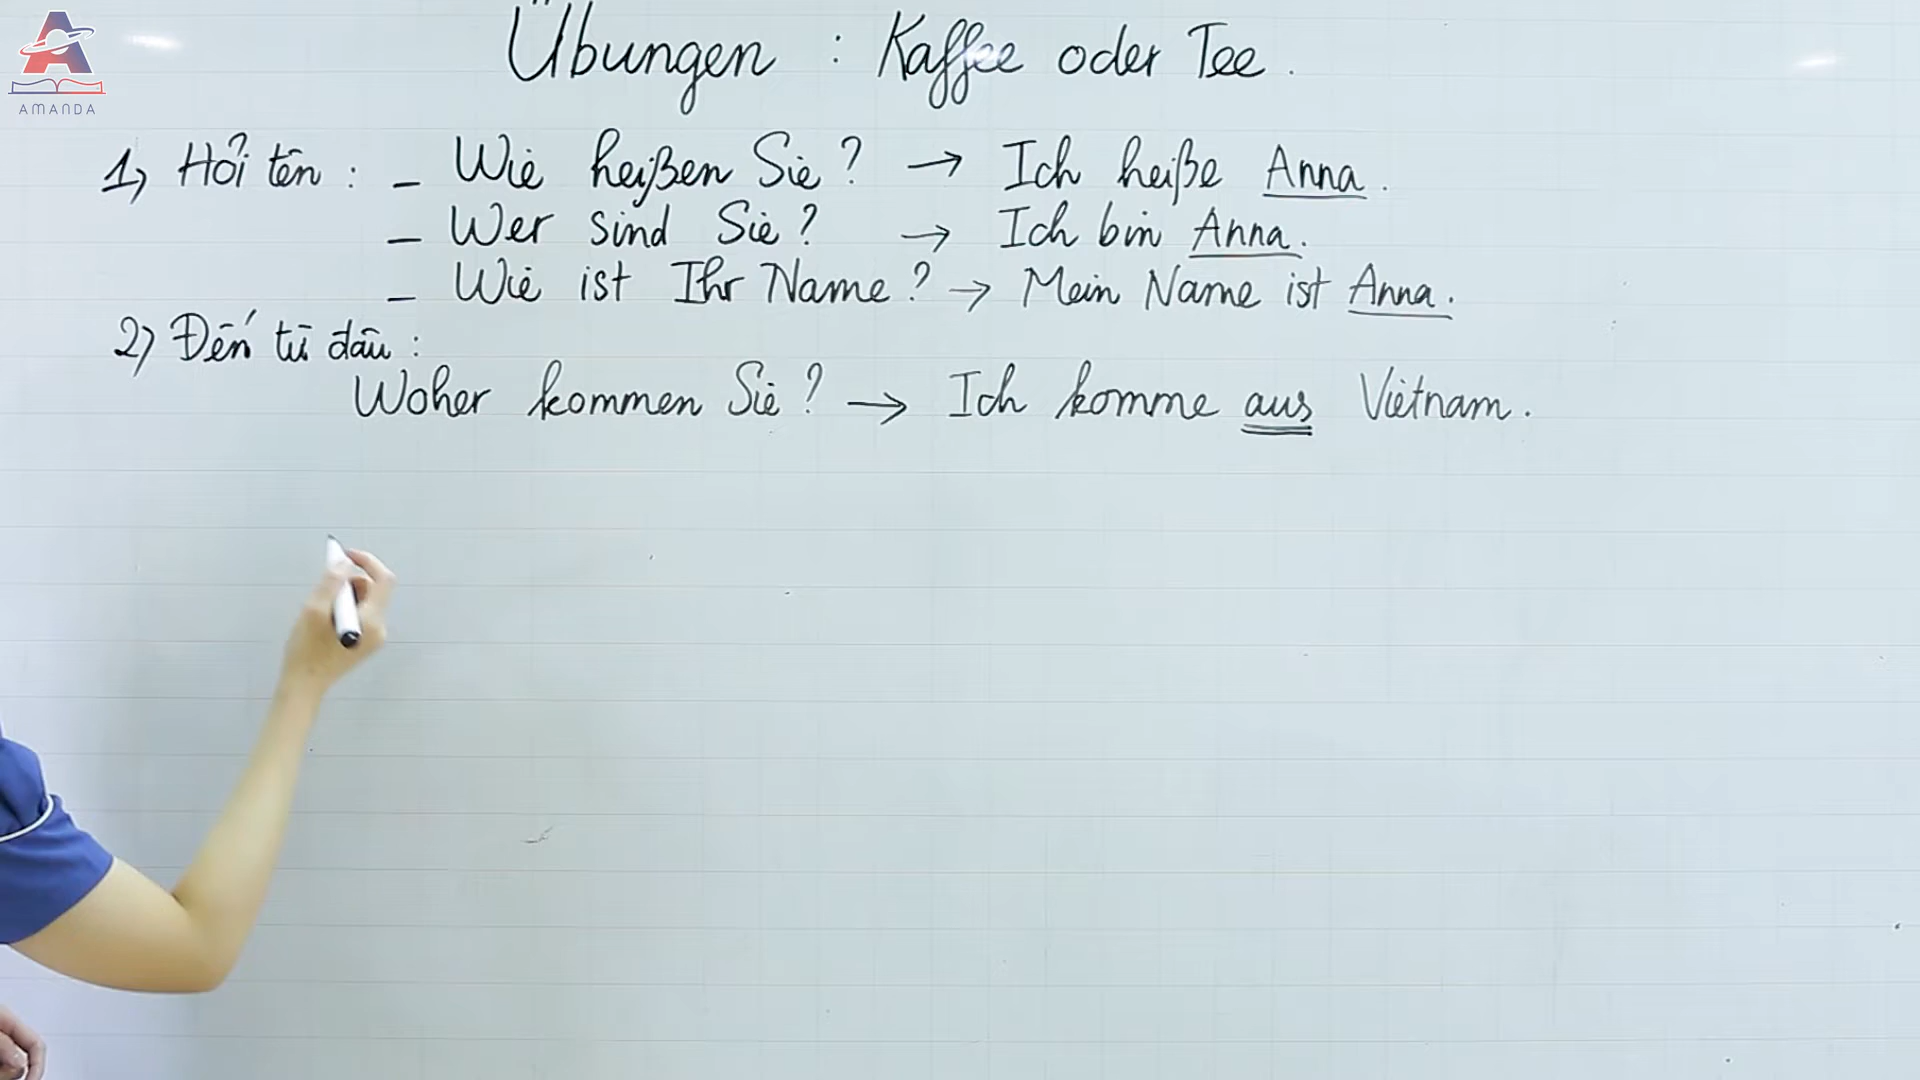 AMANDA
Übungen : Kaffee oder Tee.
1) Hỏi tên : - Wie heißen Sie? → Ich heiße Anna.
- Wer sind Sie? → Ich bin Anna.
- Wie ist Ihr Name? → Mein Name ist Anna.
2) Đến từ đâu :
Woher kommen Sie? → Ich komme aus Vietnam.